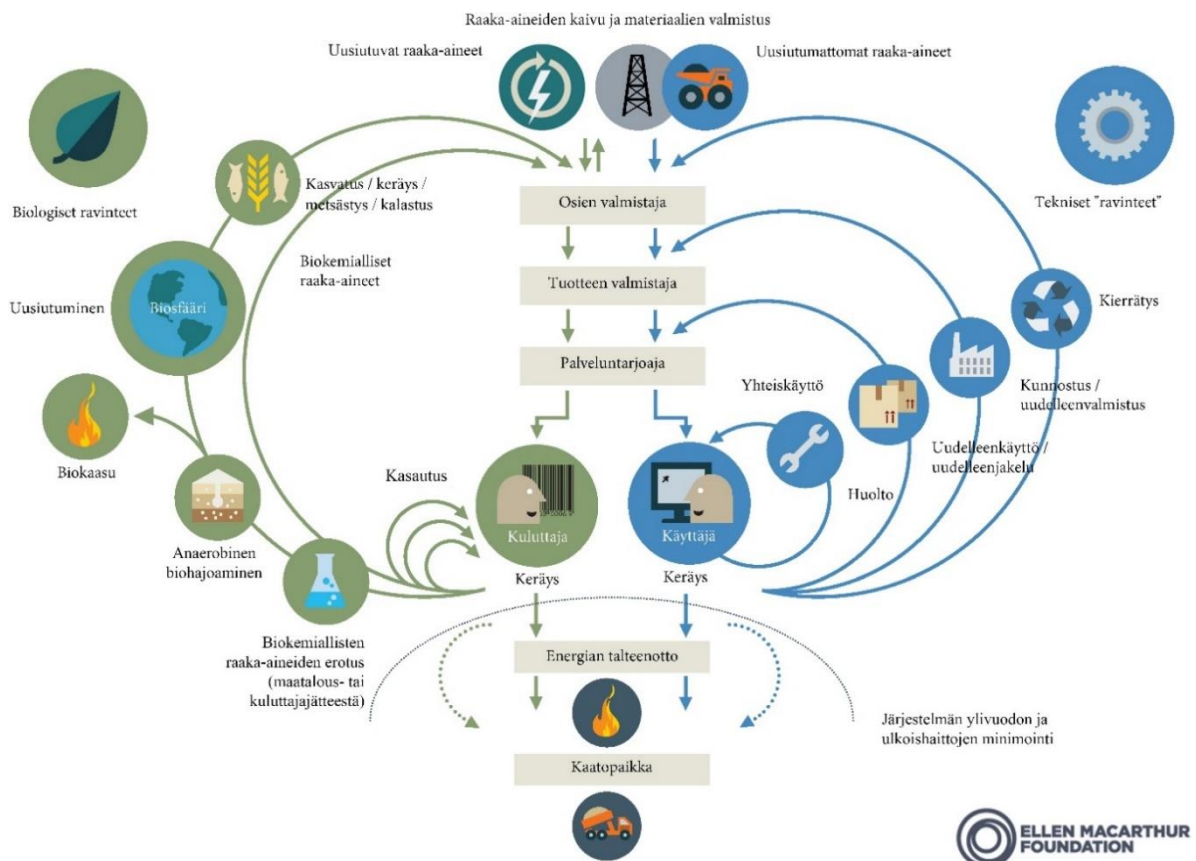 Raaka-aineiden kaivu ja materiaalien valmistus
Uusiutuvat raaka-aineet
Uusiutumattomat raaka-aineet
Biologiset ravinteet
Kasvatus / keräys /
metsästys / kalastus
Osien valmistaja
Tekniset "ravinteet"
Biokemialliset
raaka-aineet
Uusiutuminen
Biosfääri
Tuotteen valmistaja
Kierrätys
Palveluntarjoaja
Yhteiskäyttö
Kunnostus /
uudelleenvalmistus
Biokaasu
Uudelleenkäyttö /
uudelleenjakelu
Kasautus
Huolto
Kuluttaja
Käyttäjä
Anaerobinen
biohajoaminen
Keräys
Keräys
Biokemiallisten
raaka-aineiden erotus
(maatalous- tai
kuluttajajätteestä)
Energian talteenotto
Järjestelmän ylivuodon ja
ulkoishaittojen minimointi
Kaatopaikka
ELLEN MACARTHUR
FOUNDATION